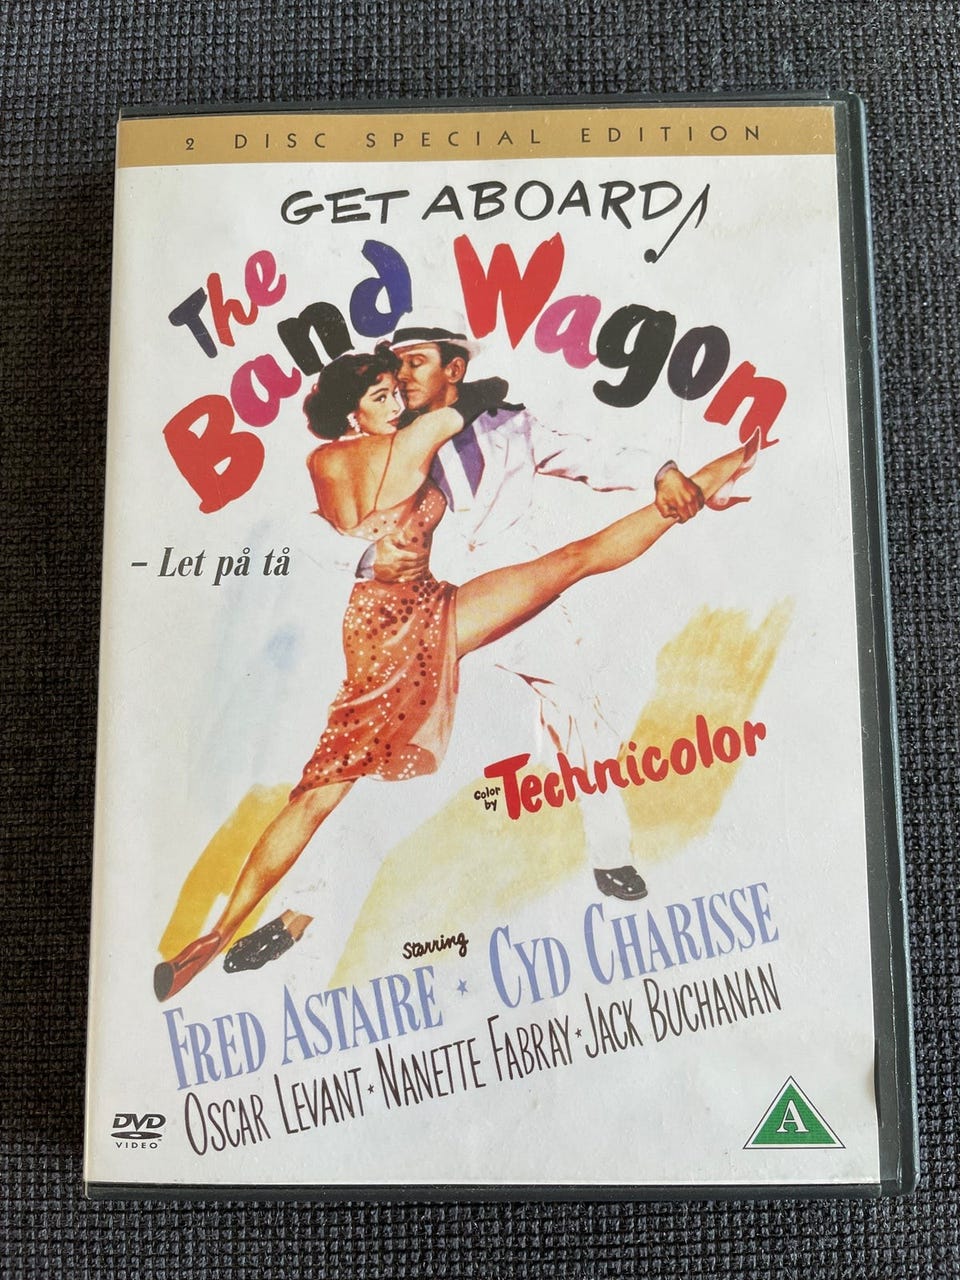 2 DISC SPECIAL EDITION
GET ABOARD
The
Band Wagon
– Let på tå
Color by Technicolor
Starring
FRED ASTAIRE * CYD CHARISSE
OSCAR LEVANT * NANETTE FABRAY * JACK BUCHANAN
DVD
VIDEO
A